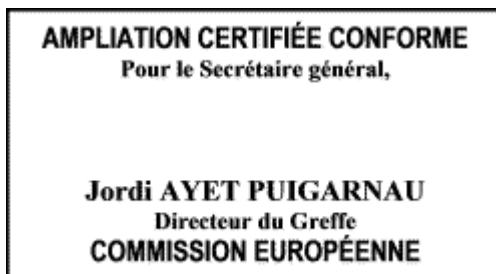 AMPLIATION CERTIFIÉE CONFORME
Pour le Secrétaire général,
Jordi AYET PUIGARNAU
Directeur du Greffe
COMMISSION EUROPÉENNE